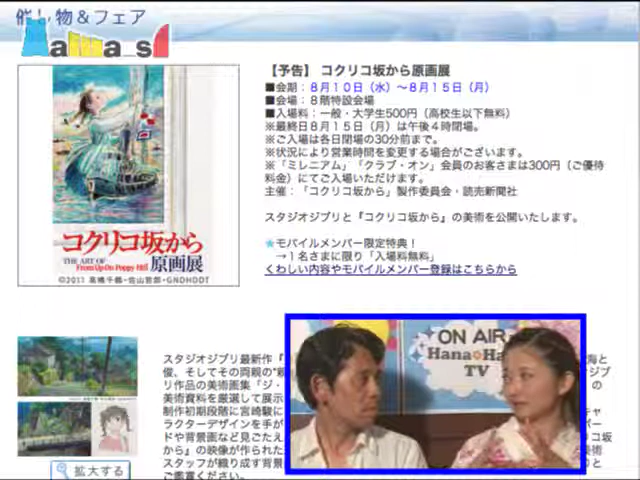 催し物＆フェア
【予告】 コクリコ坂から原画展
■会期：８月１０日（水）～８月１５日（月）
■会場：８階特設会場
■入場料：一般・大学生500円（高校生以下無料）
※最終日８月１５日（月）は午後４時閉場。
※ご入場は各日閉場の30分前まで。
※状況により営業時間を変更する場合がございます。
※「ミレニアム」「クラブ・オン」会員のお客さまは300円（ご優待
料金）にてご入場いただけます。
主催：「コクリコ坂から」製作委員会・読売新聞社
スタジオジブリと『コクリコ坂から』の美術を公開いたします。
★モバイルメンバー限定特典！
→１名さまに限り「入場料無料」
くわしい内容やモバイルメンバー登録はこちらから
コクリコ坂から
THE ART OF
From Up On Poppy Hill
原画展
©2011 高橋千鶴・佐山哲郎・GNDHDDT
スタジオジブリ最新作『
俊、そしてその両親の"
リ作品の美術画集「ジ・
美術資料を厳選して展示
制作初期段階に宮崎駿に
ラクターデザインを手が
ドや背景画など見ごたえ
から』の映像が作られた
スタッフが織り成す背景
ご鑑賞ください。
ON AIR
Hana Ha
TV
拡大する